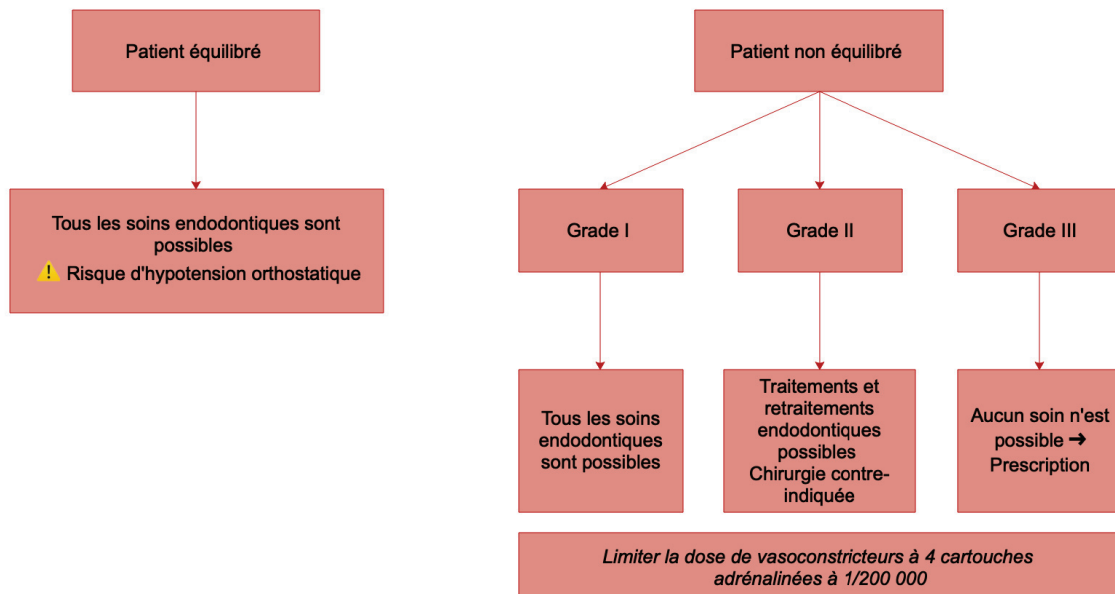 Patient équilibré
Tous les soins endodontiques sont
possibles
⚠️ Risque d'hypotension orthostatique
Patient non équilibré
Grade I
Grade II
Grade III
Tous les soins
endodontiques
sont possibles
Traitements et
retraitements
endodontiques
possibles
Chirurgie contre-
indiquée
Aucun soin n'est
possible ➜
Prescription
Limiter la dose de vasoconstricteurs à 4 cartouches
adrénalinées à 1/200 000